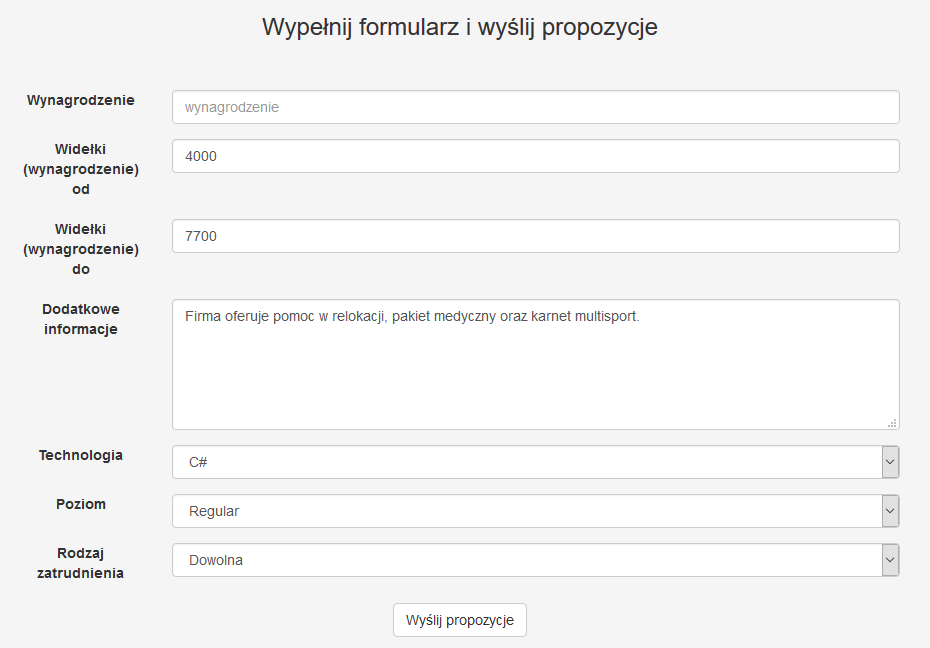 Wypełnij formularz i wyślij propozycje
Wynagrodzenie
wynagrodzenie
Widełki
(wynagrodzenie)
od
4000
Widełki
(wynagrodzenie)
do
7700
Dodatkowe
informacje
Firma oferuje pomoc w relokacji, pakiet medyczny oraz karnet multisport.
Technologia
C#
Poziom
Regular
Rodzaj
zatrudnienia
Dowolna
Wyślij propozycje